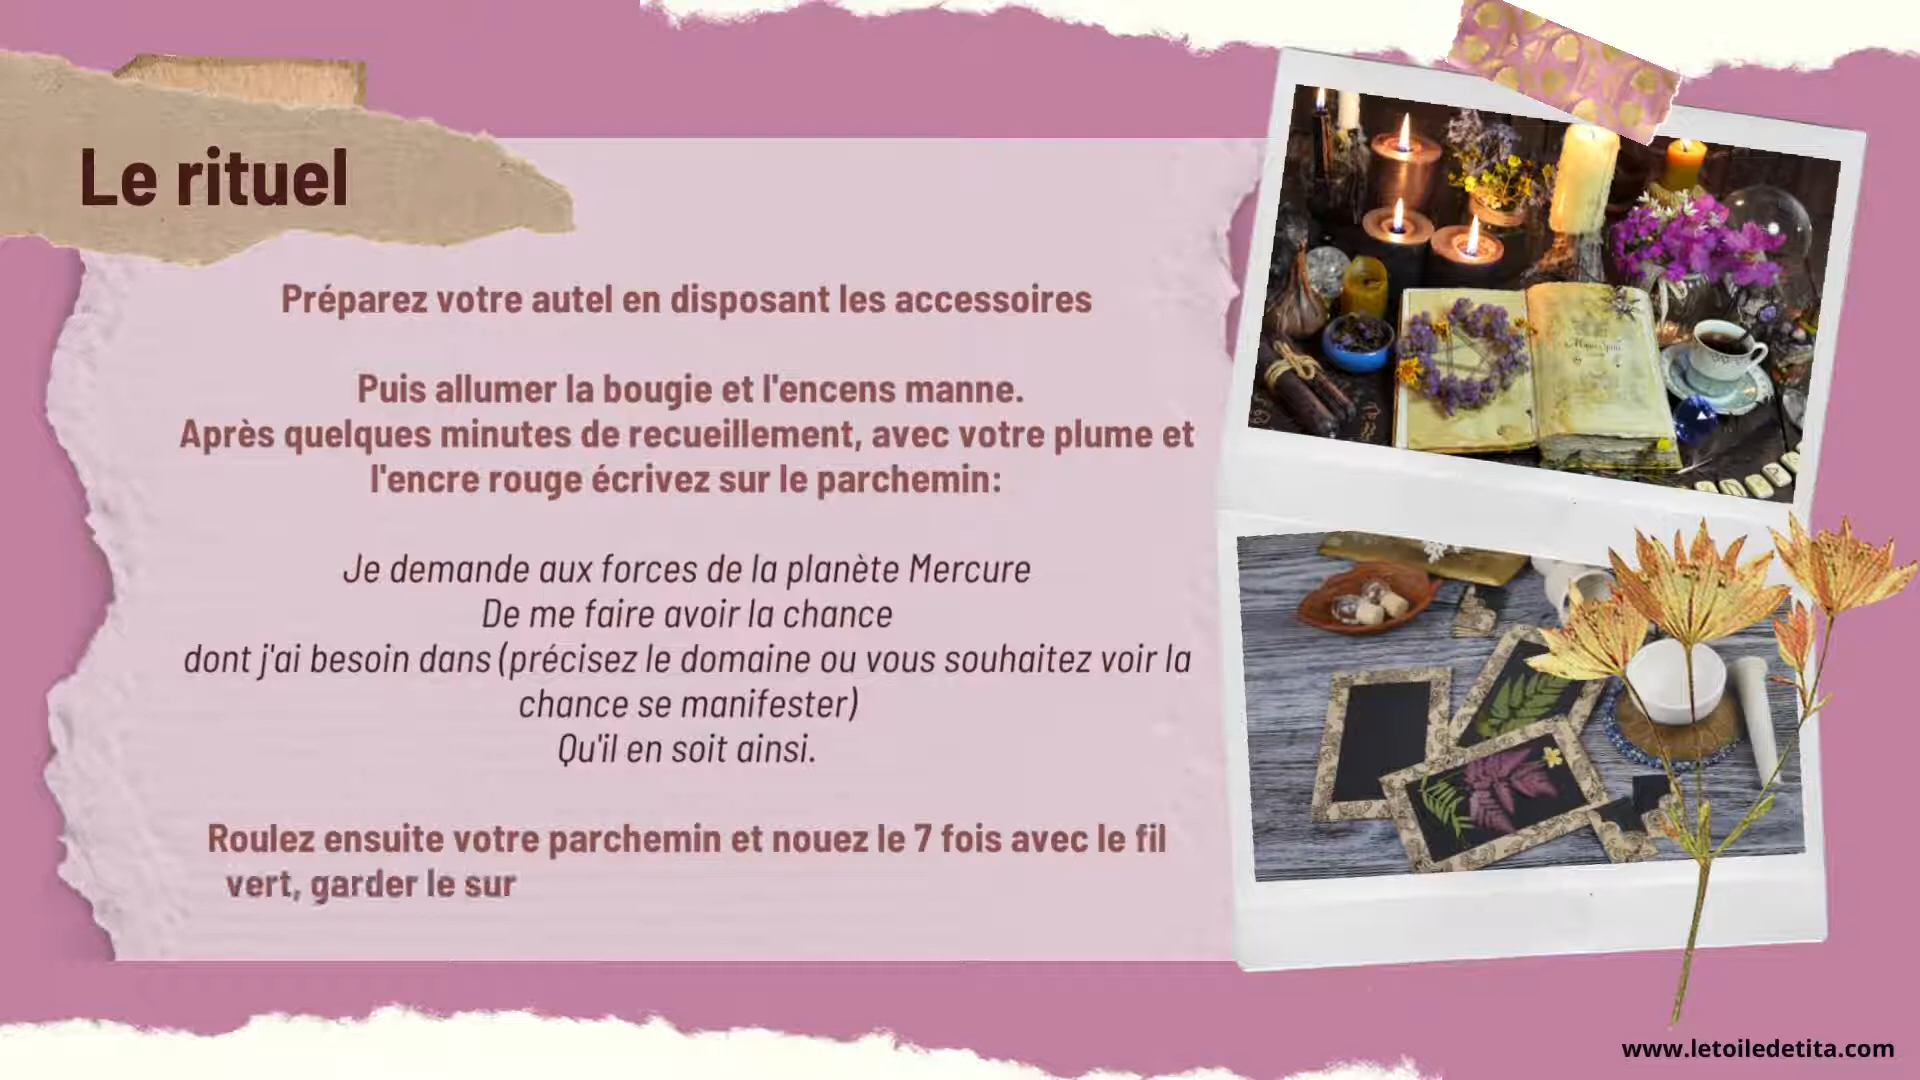 Le rituel
Préparez votre autel en disposant les accessoires
Puis allumer la bougie et l'encens manne.
Après quelques minutes de recueillement, avec votre plume et
l'encre rouge écrivez sur le parchemin:
Je demande aux forces de la planète Mercure
De me faire avoir la chance
dont j'ai besoin dans (précisez le domaine ou vous souhaitez voir la
chance se manifester)
Qu'il en soit ainsi.
Roulez ensuite votre parchemin et nouez le 7 fois avec le fil
vert, garder le sur
www.letoiledetita.com